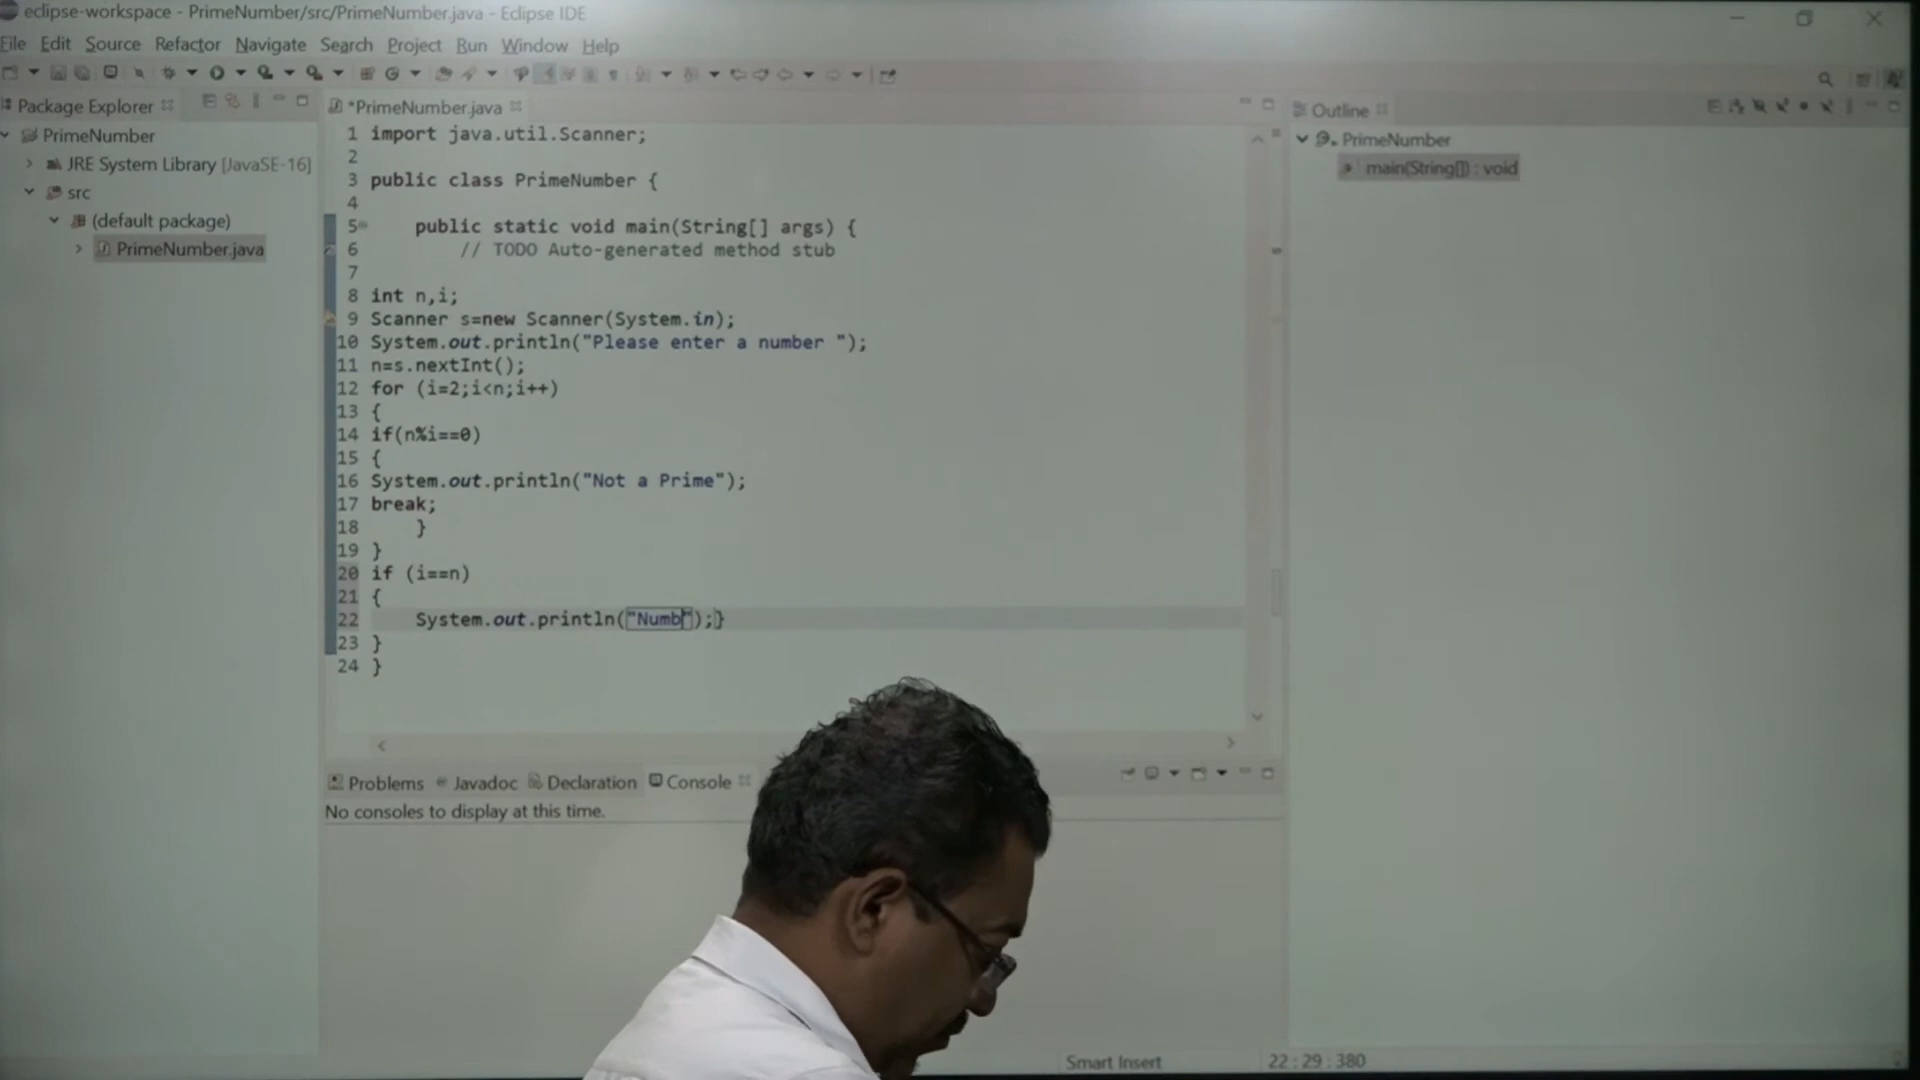 eclipse-workspace - PrimeNumber/src/PrimeNumber.java - Eclipse IDE
File Edit Source Refactor Navigate Search Project Run Window Help
Package Explorer
PrimeNumber
JRE System Library [JavaSE-16]
src
(default package)
PrimeNumber.java
*PrimeNumber.java
1 import java.util.Scanner;
2
3 public class PrimeNumber {
4
5 public static void main(String[] args) {
6 // TODO Auto-generated method stub
7
8 int n,i;
9 Scanner s=new Scanner(System.in);
10 System.out.println("Please enter a number ");
11 n=s.nextInt();
12 for (i=2;i<n;i++)
13 {
14 if(n%i==0)
15 {
16 System.out.println("Not a Prime");
17 break;
18 }
19 }
20 if (i==n)
21 {
22 System.out.println("Numb");}
23 }
24 }
Outline
PrimeNumber
main(String[]) : void
Problems Javadoc Declaration Console
No consoles to display at this time.
Smart Insert 22 : 29 : 380